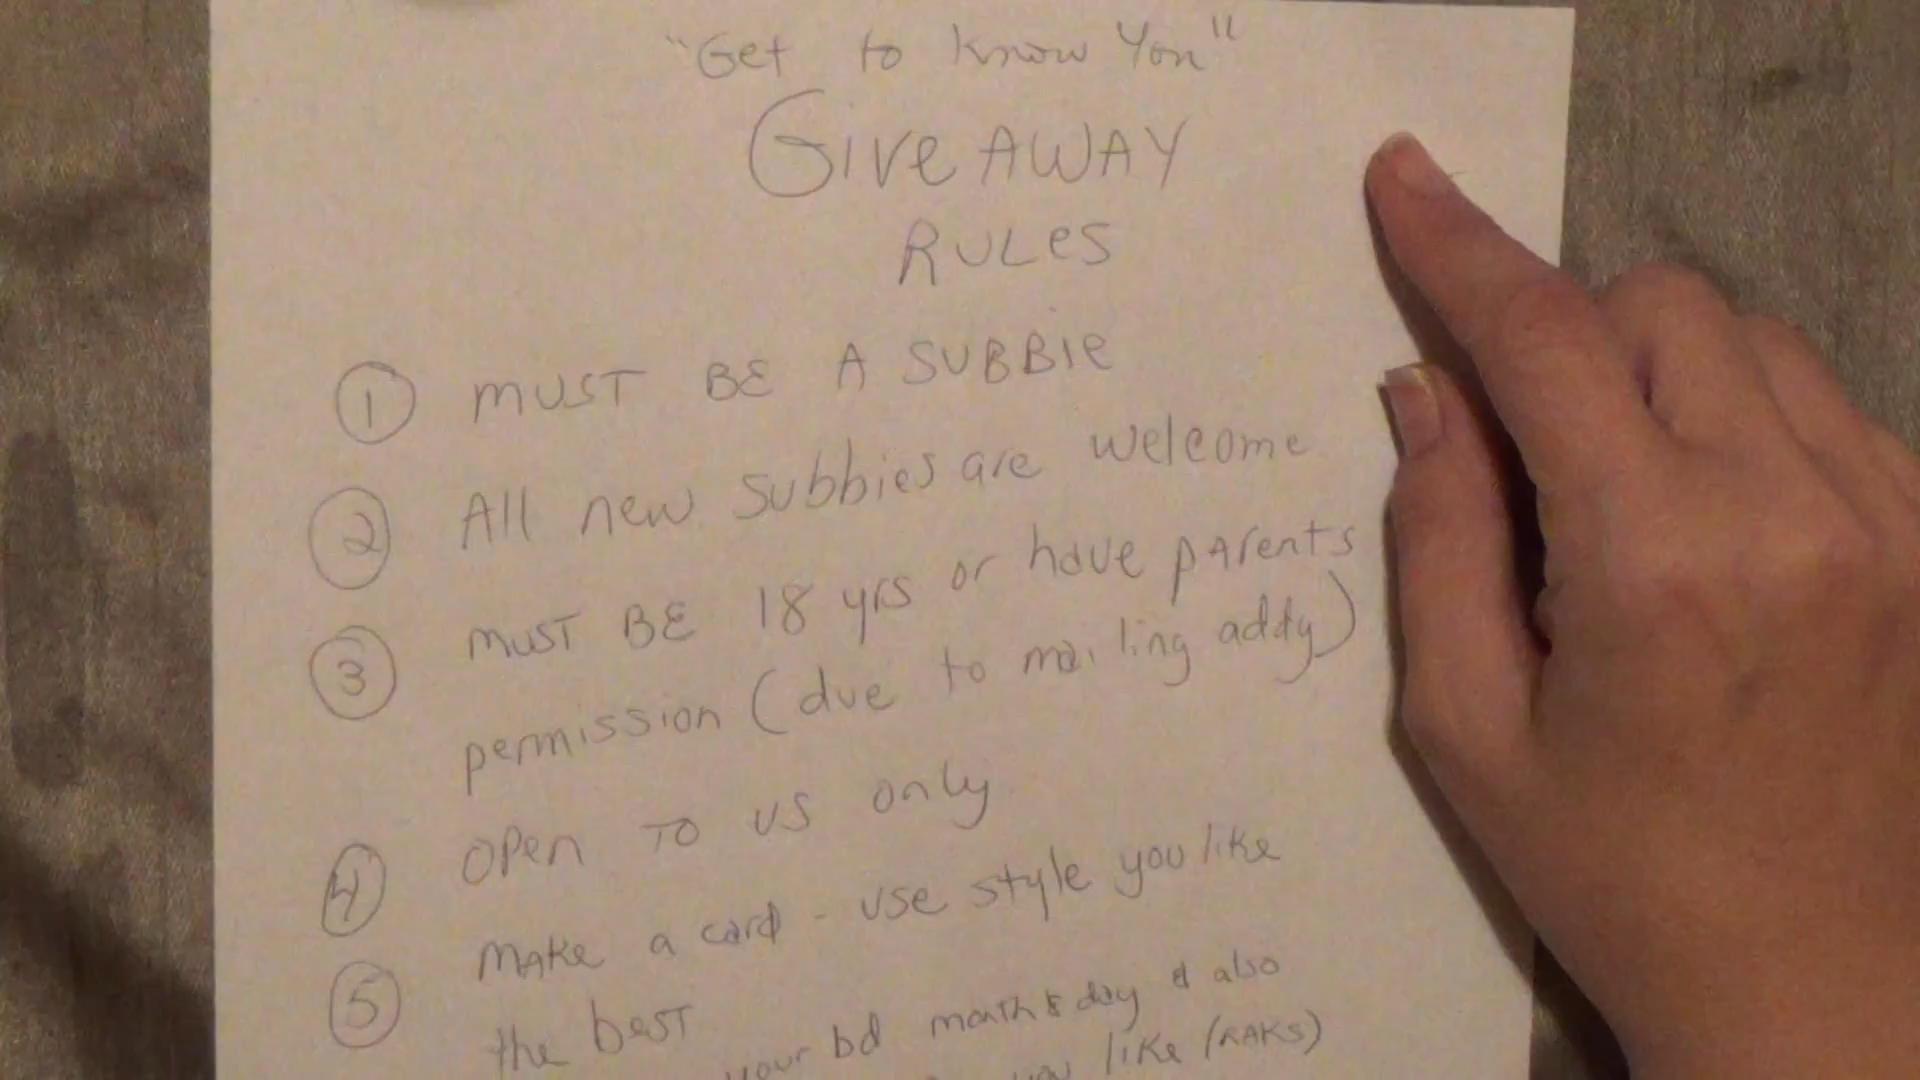 "Get to Know You"
GiveAWAY
RULes
① MUST BE A SUBBIe
② All new subbies are welcome
③ MUST BE 18 yrs or have pArents
permission (due to mailing addy)
④ OPen TO US only
⑤ MAKe a card - use style you like
the besT
your bd month & day & also
you like (RAKS)